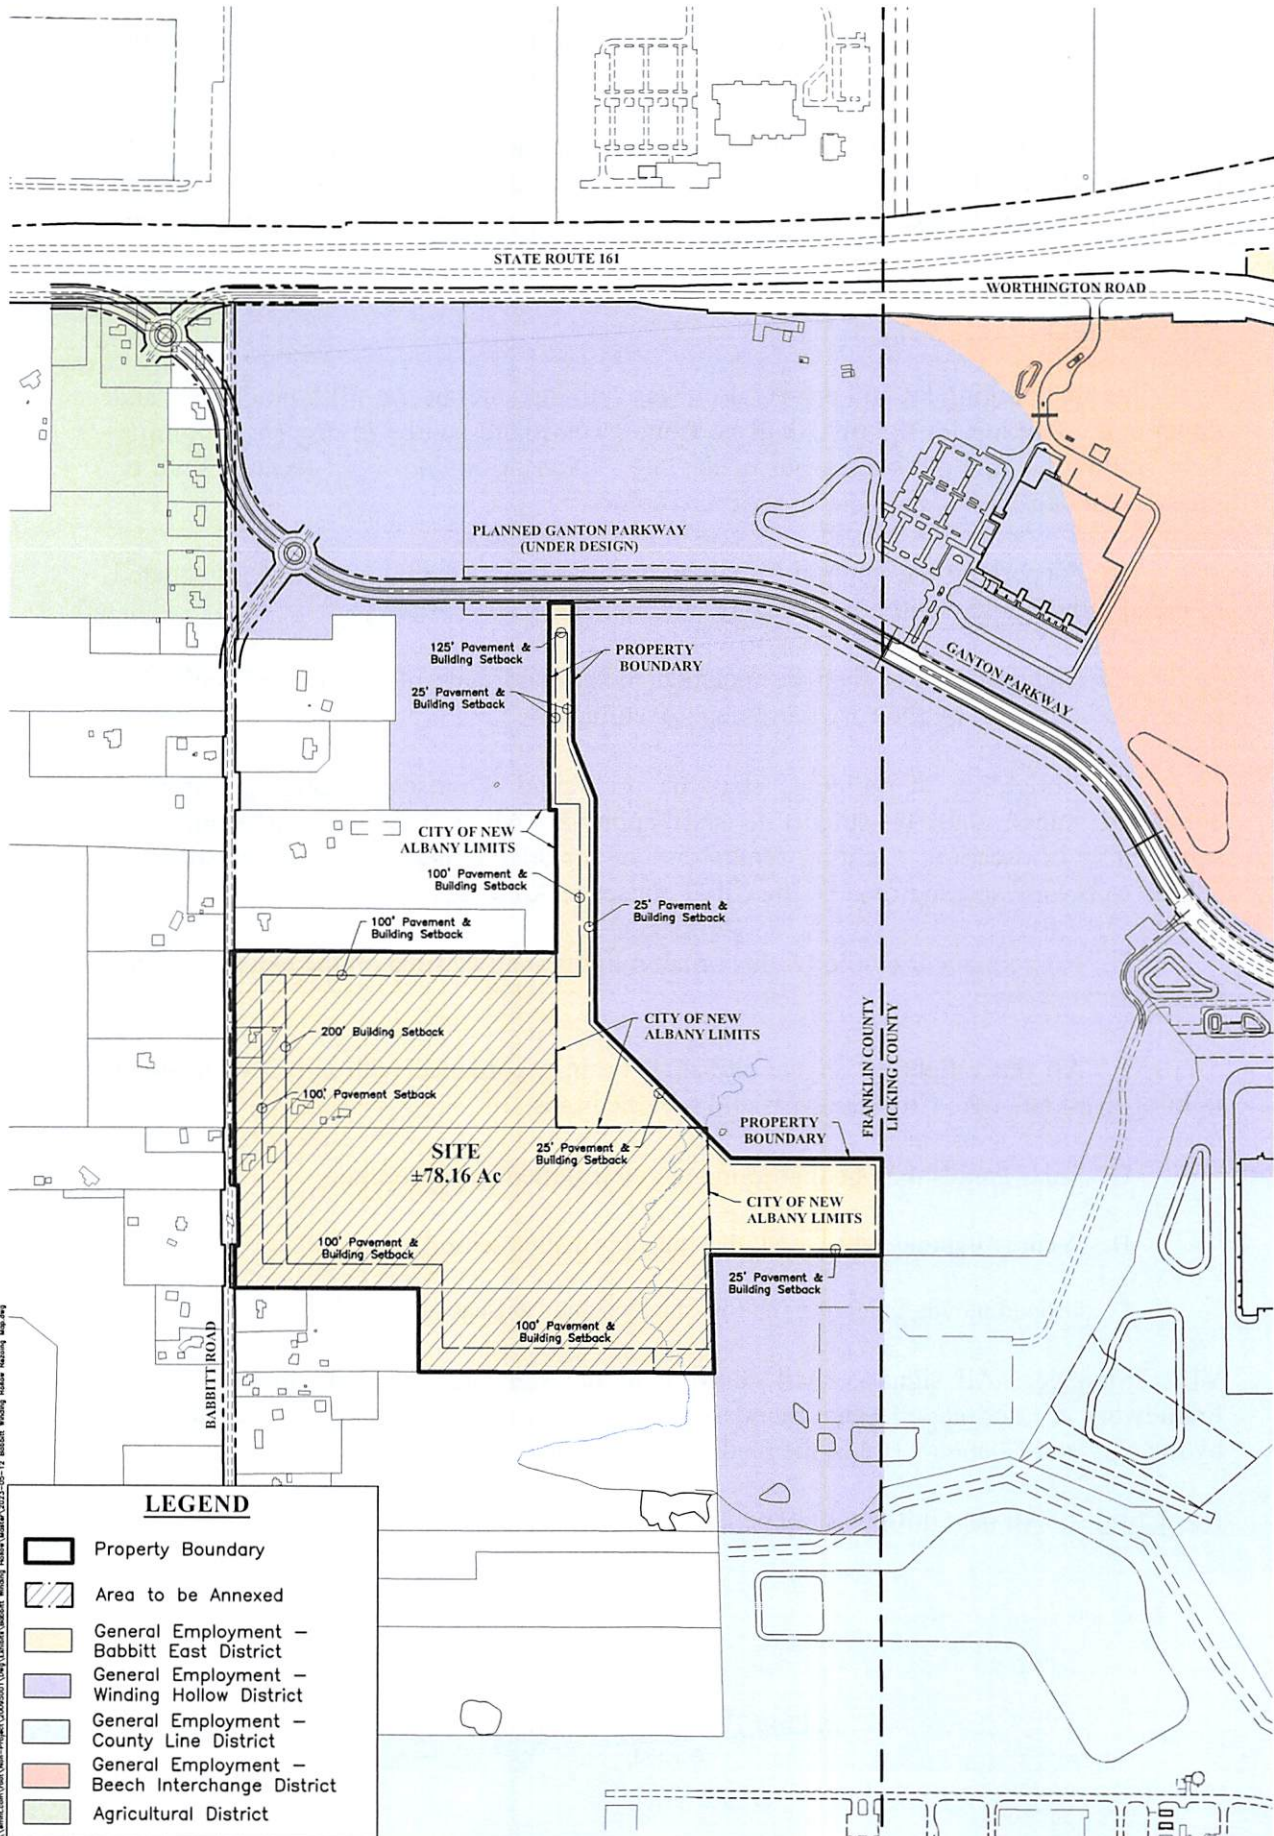 STATE ROUTE 161
WORTHINGTON ROAD
PLANNED GANTON PARKWAY
(UNDER DESIGN)
125' Pavement &
Building Setback
PROPERTY
BOUNDARY
GANTON PARKWAY
25' Pavement &
Building Setback
CITY OF NEW
ALBANY LIMITS
100' Pavement &
Building Setback
25' Pavement &
Building Setback
100' Pavement &
Building Setback
200' Building Setback
CITY OF NEW
ALBANY LIMITS
FRANKLIN COUNTY
LICKING COUNTY
100' Pavement Setback
SITE
±78.16 Ac
25' Pavement &
Building Setback
PROPERTY
BOUNDARY
CITY OF NEW
ALBANY LIMITS
100' Pavement &
Building Setback
25' Pavement &
Building Setback
100' Pavement &
Building Setback
BABBITT ROAD
LEGEND
Property Boundary
Area to be Annexed
General Employment –
Babbitt East District
General Employment –
Winding Hollow District
General Employment –
County Line District
General Employment –
Beech Interchange District
Agricultural District